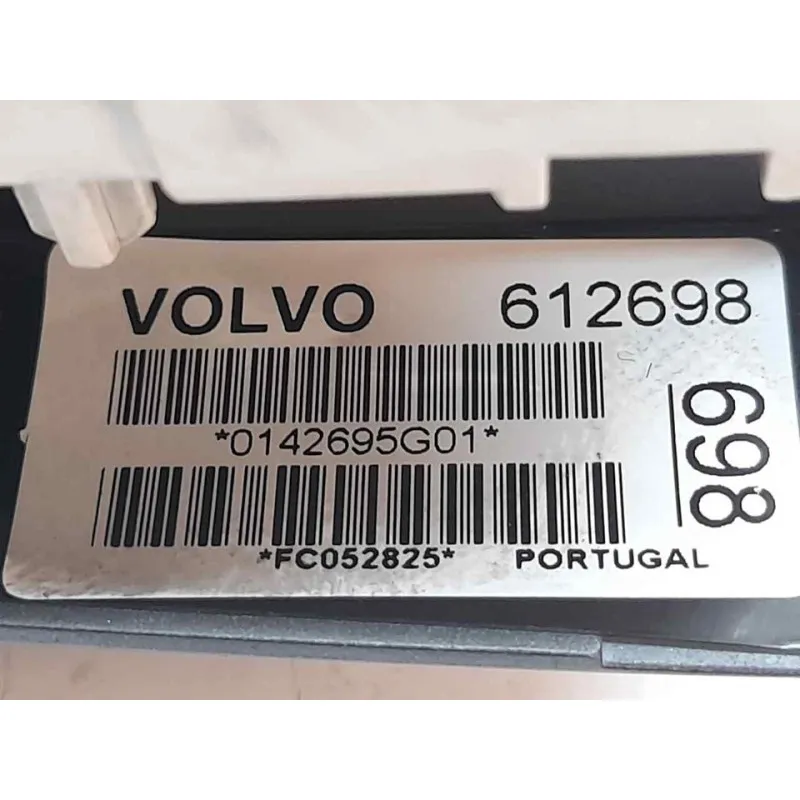 VOLVO 612698
*0142695G01*
*FC052825* PORTUGAL
698